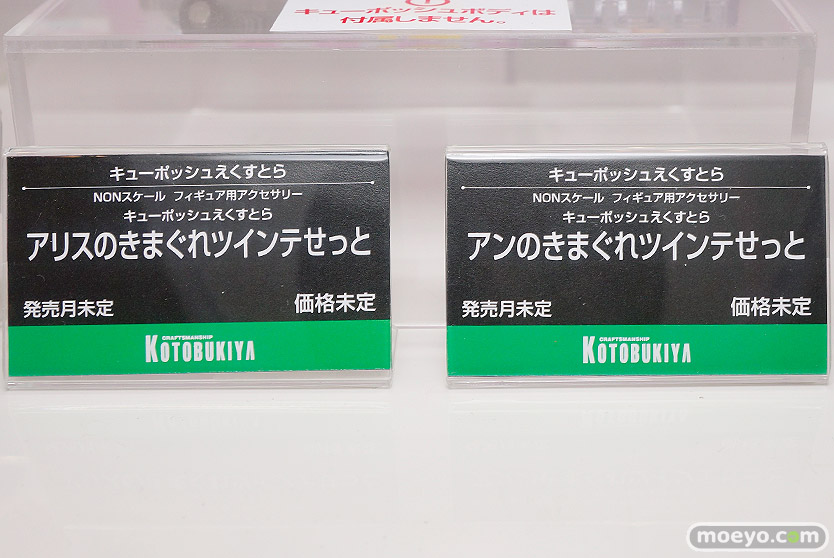 キューポッシュボディは
付属しません。
キューポッシュえくすとら
NONスケール フィギュア用アクセサリー
キューポッシュえくすとら
アリスのきまぐれツインテせっと
発売月未定
価格未定
CRAFTSMANSHIP
KOTOBUKIYA
キューポッシュえくすとら
NONスケール フィギュア用アクセサリー
キューポッシュえくすとら
アンのきまぐれツインテせっと
発売月未定
価格未定
CRAFTSMANSHIP
KOTOBUKIYA
moeyo.com